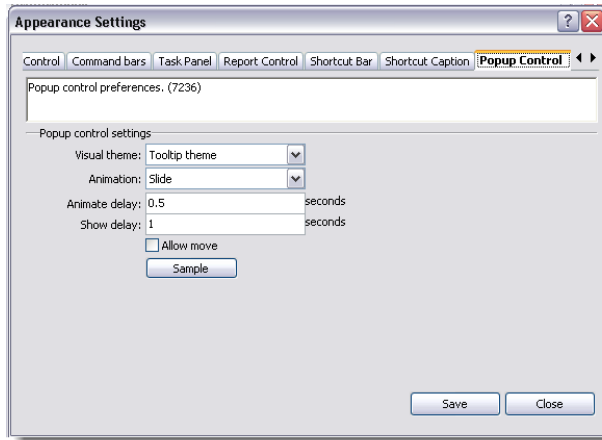 Appearance Settings
Control Command bars Task Panel Report Control Shortcut Bar Shortcut Caption Popup Control
Popup control preferences. (7236)
Popup control settings
Visual theme: Tooltip theme
Animation: Slide
Animate delay: 0.5 seconds
Show delay: 1 seconds
Allow move
Sample
Save Close